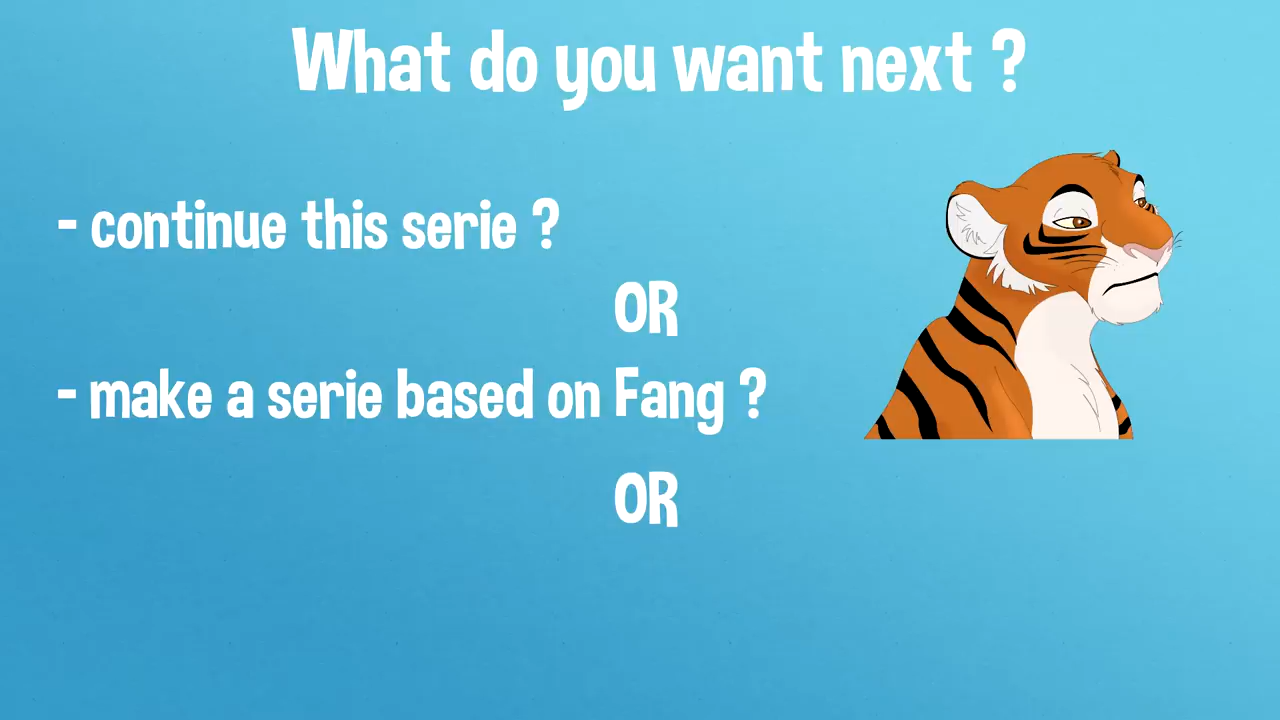 What do you want next ?
- continue this serie ?
OR
- make a serie based on Fang ?
OR